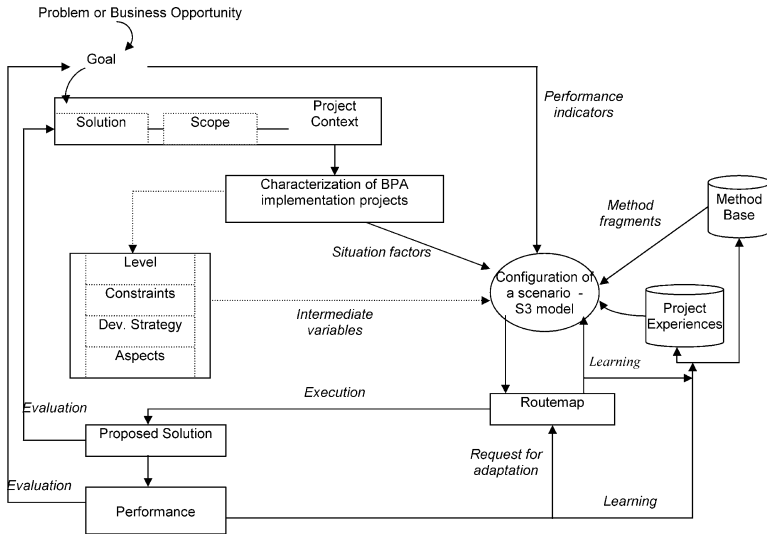 Problem or Business Opportunity
Goal
Performance
indicators
Project
Context
Solution
Scope
Characterization of BPA
implementation projects
Method
Base
Method
fragments
Situation factors
Level
Constraints
Dev. Strategy
Aspects
Configuration of
a scenario -
S3 model
Intermediate
variables
Project
Experiences
Learning
Execution
Routemap
Evaluation
Proposed Solution
Request for
adaptation
Evaluation
Performance
Learning